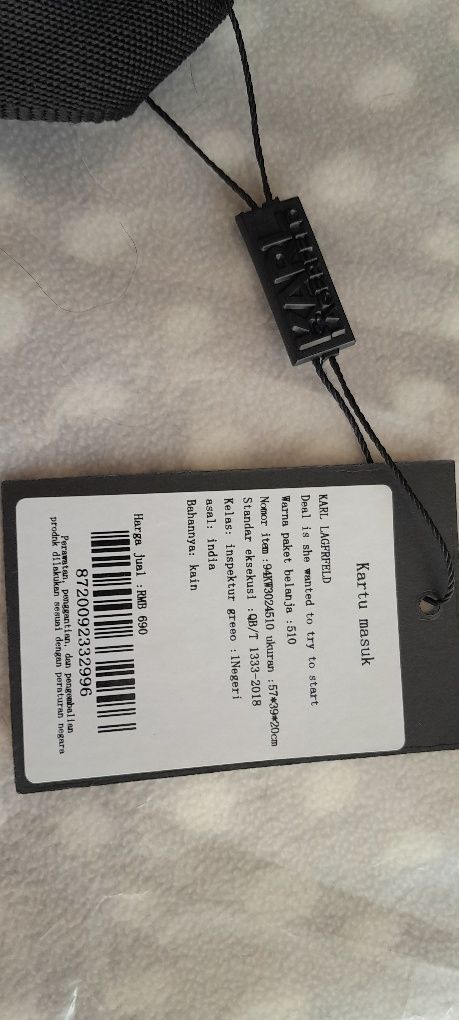 KARL
LAGERFELD
Kartu masuk
KARL LAGFRFELD
Deal is she wanted to try to start
Warna paket belanja :510
Nomor item :94KW3024510 ukuran :57*39*20cm
Standar eksekusi :QB/T 1333-2018
Kelas: inspektur greeo :1Negeri
asal: india
Bahannya: kain
Harga jual :RMB 690
8720092332996
Perawatan, penggantian, dan pengembalian
produk dilakukan sesuai dengan peraturan negara